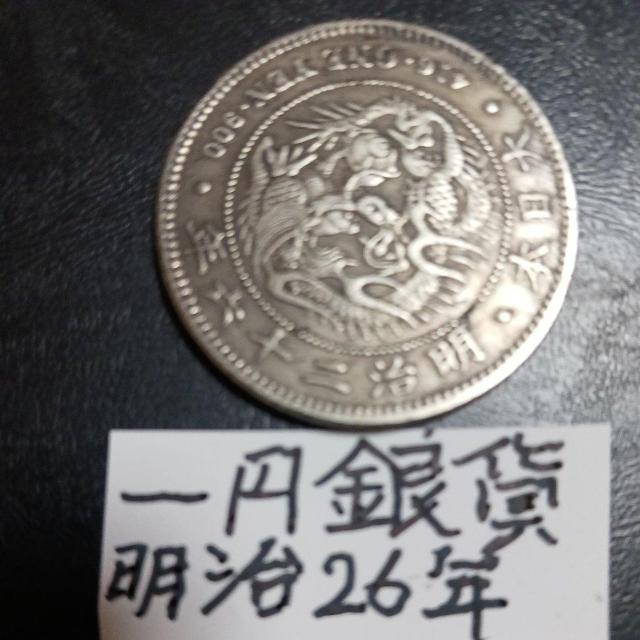 大日本
明治二十六年
416・ONE YEN・900
一円銀貨
明治26年